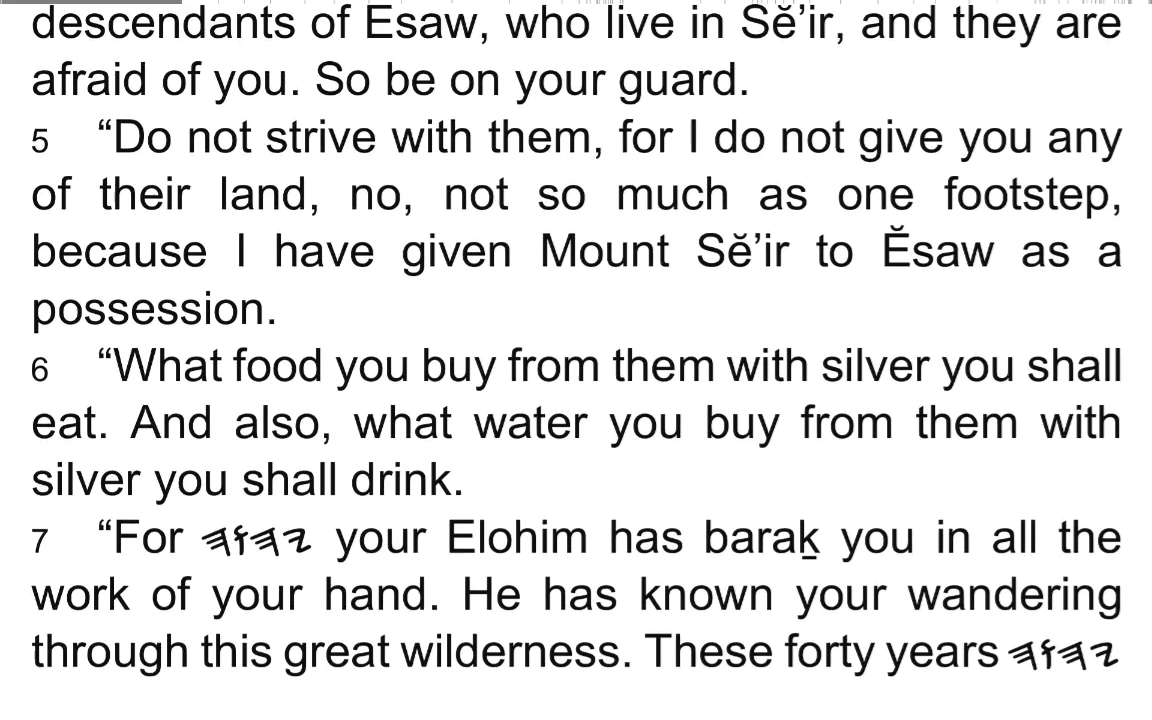 descendants of Esaw, who live in Sĕ’ir, and they are
afraid of you. So be on your guard.
5 “Do not strive with them, for I do not give you any
of their land, no, not so much as one footstep,
because I have given Mount Sĕ’ir to Ĕsaw as a
possession.
6 “What food you buy from them with silver you shall
eat. And also, what water you buy from them with
silver you shall drink.
7 “For 𐤉𐤄𐤅𐤄 your Elohim has baraḵ you in all the
work of your hand. He has known your wandering
through this great wilderness. These forty years 𐤉𐤄𐤅𐤄